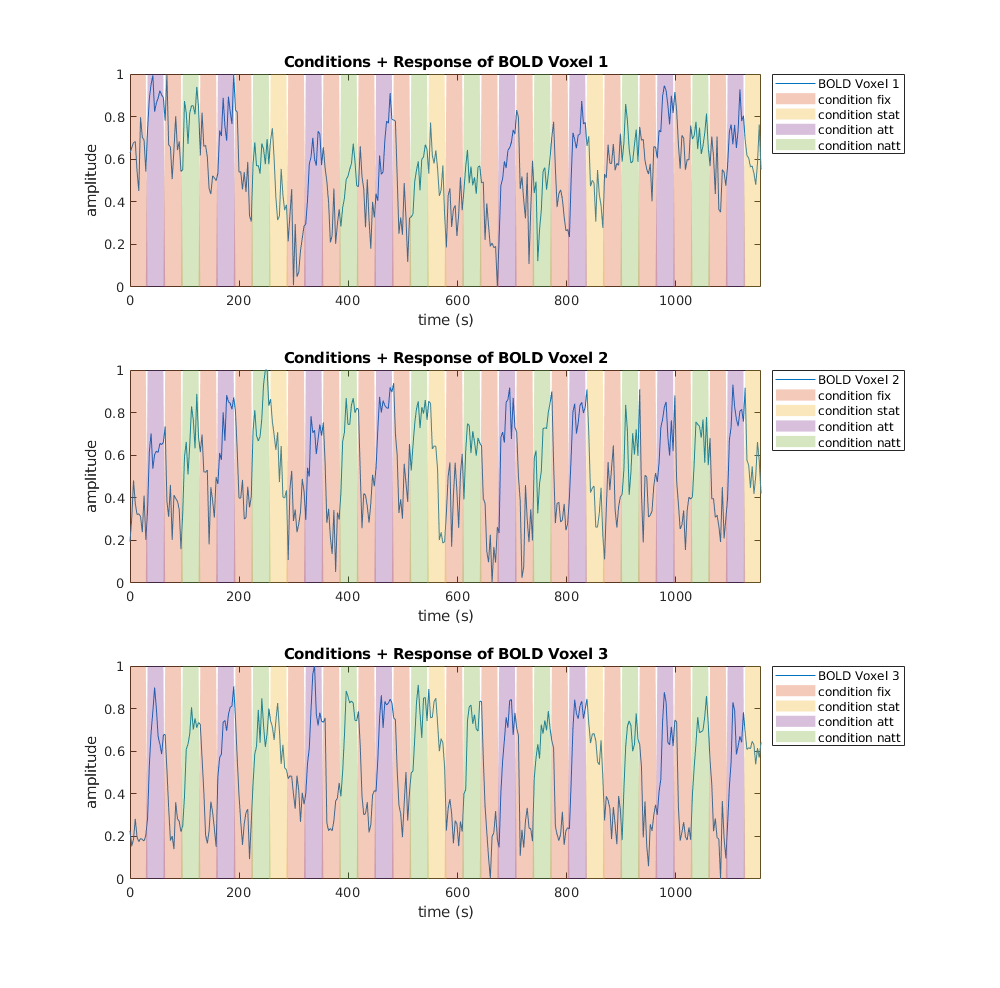 Conditions + Response of BOLD Voxel 1
1
0.8
0.6
0.4
0.2
0
amplitude
0 200 400 600 800 1000
time (s)
BOLD Voxel 1
condition fix
condition stat
condition att
condition natt
Conditions + Response of BOLD Voxel 2
1
0.8
0.6
0.4
0.2
0
amplitude
0 200 400 600 800 1000
time (s)
BOLD Voxel 2
condition fix
condition stat
condition att
condition natt
Conditions + Response of BOLD Voxel 3
1
0.8
0.6
0.4
0.2
0
amplitude
0 200 400 600 800 1000
time (s)
BOLD Voxel 3
condition fix
condition stat
condition att
condition natt